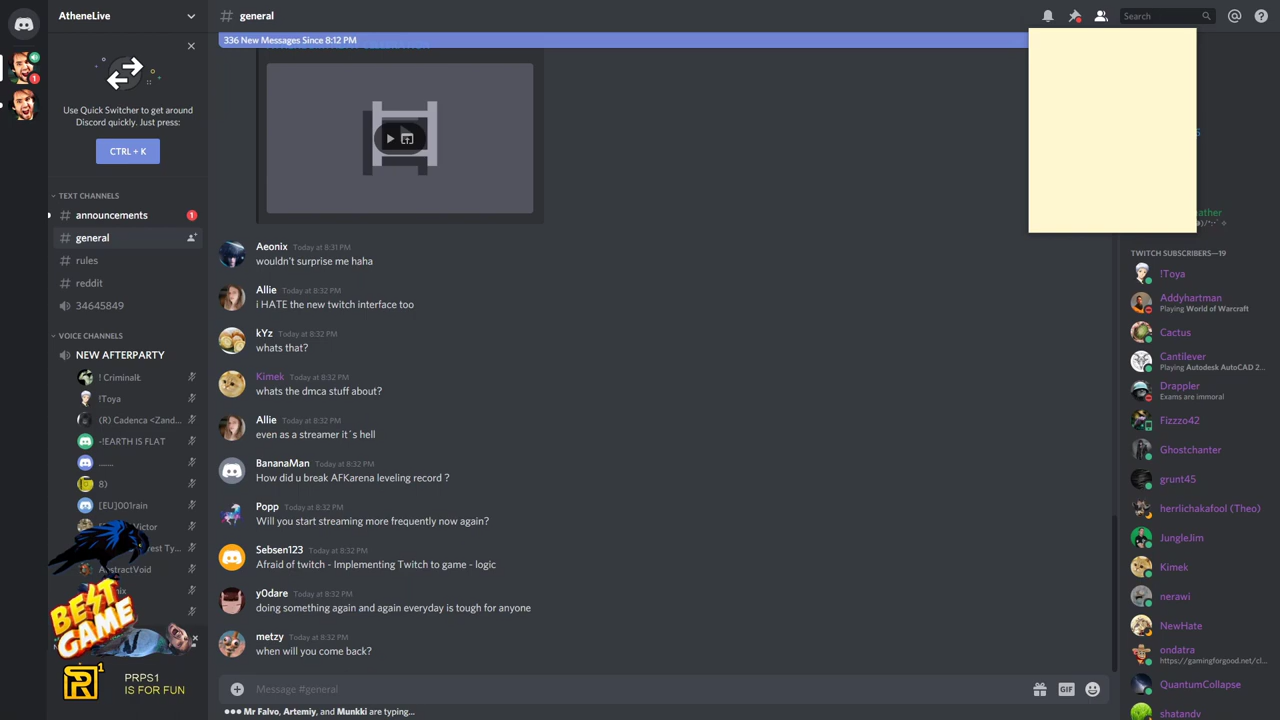 AtheneLive
general
Search
336 New Messages Since 8:12 PM
Use Quick Switcher to get around
Discord quickly. Just press:
CTRL + K
TEXT CHANNELS
announcements
1
general
rules
reddit
34645849
VOICE CHANNELS
NEW AFTERPARTY
! CriminalŁ
!Toya
(R) Cadenca <Zand...
-!EARTH IS FLAT
.......
8)
[EU]001rain
Victor
est Ty...
AbstractVoid
BEST
GAME
PRPS1
IS FOR FUN
Aeonix Today at 8:31 PM
wouldn't surprise me haha
Allie Today at 8:32 PM
i HATE the new twitch interface too
kYz Today at 8:32 PM
whats that?
Kimek Today at 8:32 PM
whats the dmca stuff about?
Allie Today at 8:32 PM
even as a streamer it´s hell
BananaMan Today at 8:32 PM
How did u break AFKarena leveling record ?
Popp Today at 8:32 PM
Will you start streaming more frequently now again?
Sebsen123 Today at 8:32 PM
Afraid of twitch - Implementing Twitch to game - logic
y0dare Today at 8:32 PM
doing something again and again everyday is tough for anyone
metzy Today at 8:32 PM
when will you come back?
Message #general
GIF
Mr Falvo, Artemiy, and Munkki are typing...
ather
TWITCH SUBSCRIBERS—19
!Toya
Addyhartman
Playing World of Warcraft
Cactus
Cantilever
Playing Autodesk AutoCAD 2...
Drappler
Exams are immoral
Fizzzo42
Ghostchanter
grunt45
herrlichakafool (Theo)
JungleJim
Kimek
nerawi
NewHate
ondatra
https://gamingforgood.net/cl...
QuantumCollapse
shatandv